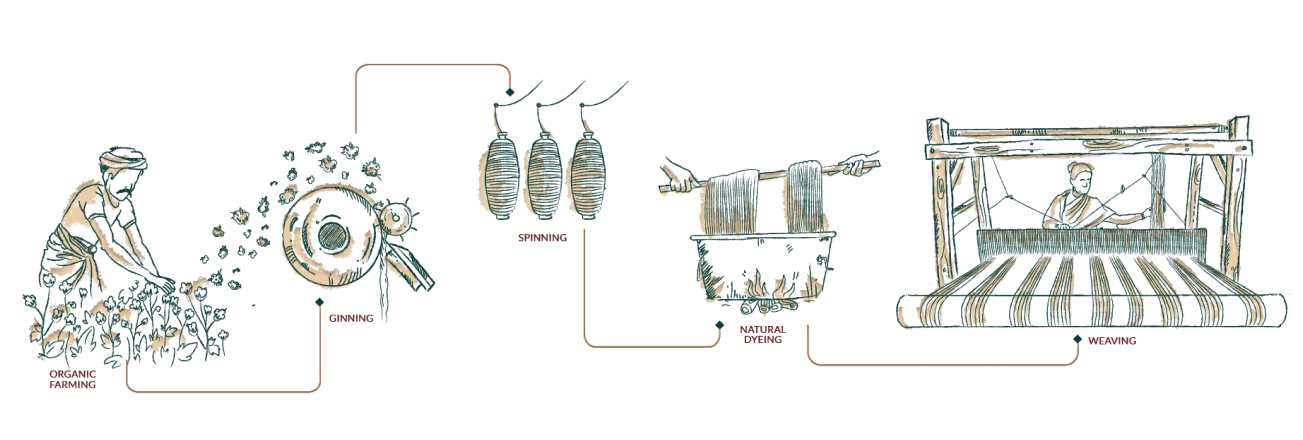 ORGANIC
FARMING
GINNING
SPINNING
NATURAL
DYEING
WEAVING